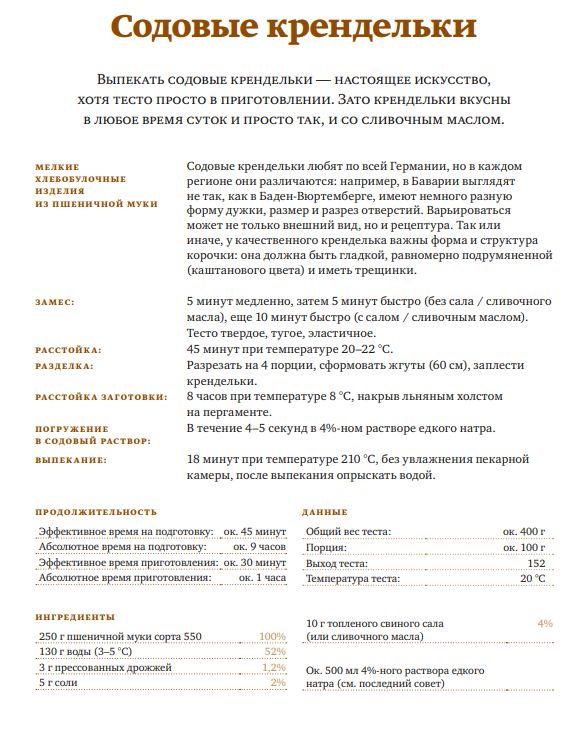 Содовые крендельки
Выпекать содовые крендельки — настоящее искусство,
хотя тесто просто в приготовлении. Зато крендельки вкусны
в любое время суток и просто так, и со сливочным маслом.
мелкие
хлебобулочные
изделия
из пшеничной муки
Содовые крендельки любят по всей Германии, но в каждом
регионе они различаются: например, в Баварии выглядят
не так, как в Баден-Вюртемберге, имеют немного разную
форму дужки, размер и разрез отверстий. Варьироваться
может не только внешний вид, но и рецептура. Так или
иначе, у качественного кренделька важны форма и структура
корочки: она должна быть гладкой, равномерно подрумяненной
(каштанового цвета) и иметь трещинки.
замес:
5 минут медленно, затем 5 минут быстро (без сала / сливочного
масла), еще 10 минут быстро (с салом / сливочным маслом).
Тесто твердое, тугое, эластичное.
расстойка:
45 минут при температуре 20–22 °C.
разделка:
Разрезать на 4 порции, сформовать жгуты (60 см), заплести
крендельки.
расстойка заготовки:
8 часов при температуре 8 °C, накрыв льняным холстом
на пергаменте.
погружение
в содовый раствор:
В течение 4–5 секунд в 4%-ном растворе едкого натра.
выпекание:
18 минут при температуре 210 °C, без увлажнения пекарной
камеры, после выпекания опрыскать водой.
продолжительность
Эффективное время на подготовку: ок. 45 минут
Абсолютное время на подготовку: ок. 9 часов
Эффективное время приготовления: ок. 30 минут
Абсолютное время приготовления: ок. 1 часа
данные
Общий вес теста: ок. 400 г
Порция: ок. 100 г
Выход теста: 152
Температура теста: 20 °C
ингредиенты
250 г пшеничной муки сорта 550 100%
130 г воды (3–5 °C) 52%
3 г прессованных дрожжей 1,2%
5 г соли 2%
10 г топленого свиного сала 4%
(или сливочного масла)
Ок. 500 мл 4%-ного раствора едкого
натра (см. последний совет)